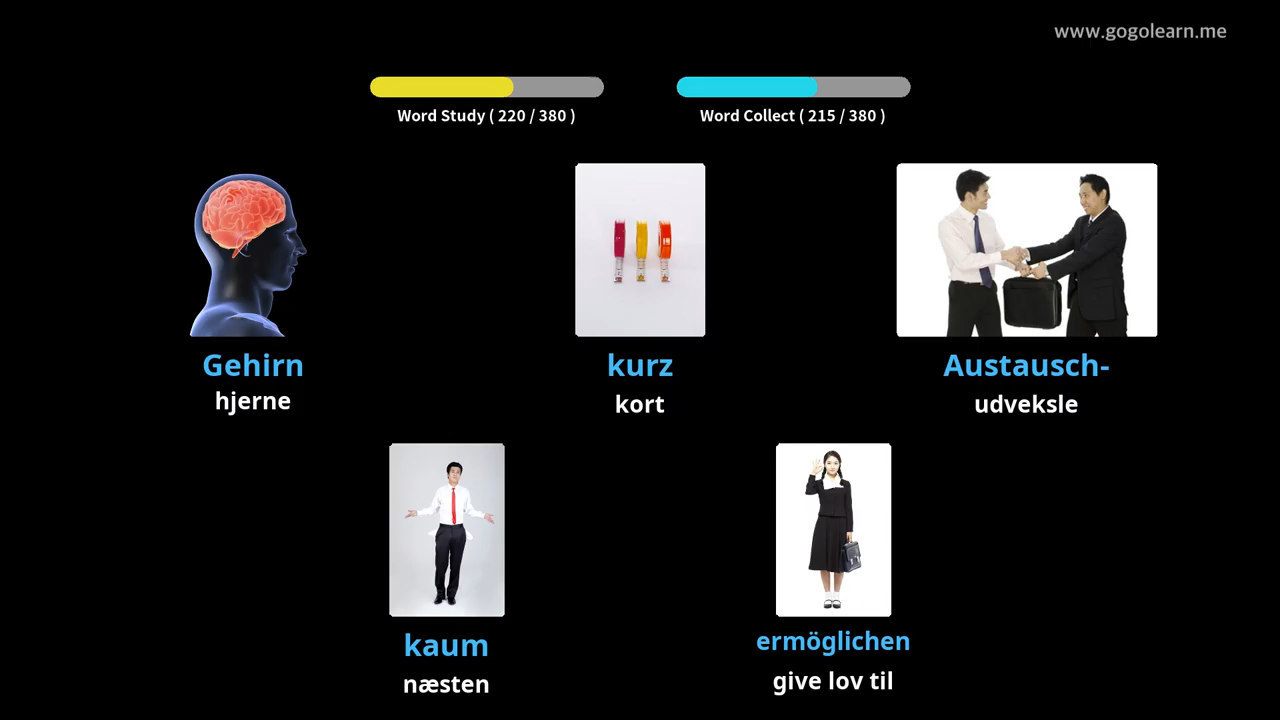 www.gogolearn.me
Word Study ( 220 / 380 )
Word Collect ( 215 / 380 )
Gehirn
hjerne
kurz
kort
Austausch-
udveksle
kaum
næsten
ermöglichen
give lov til